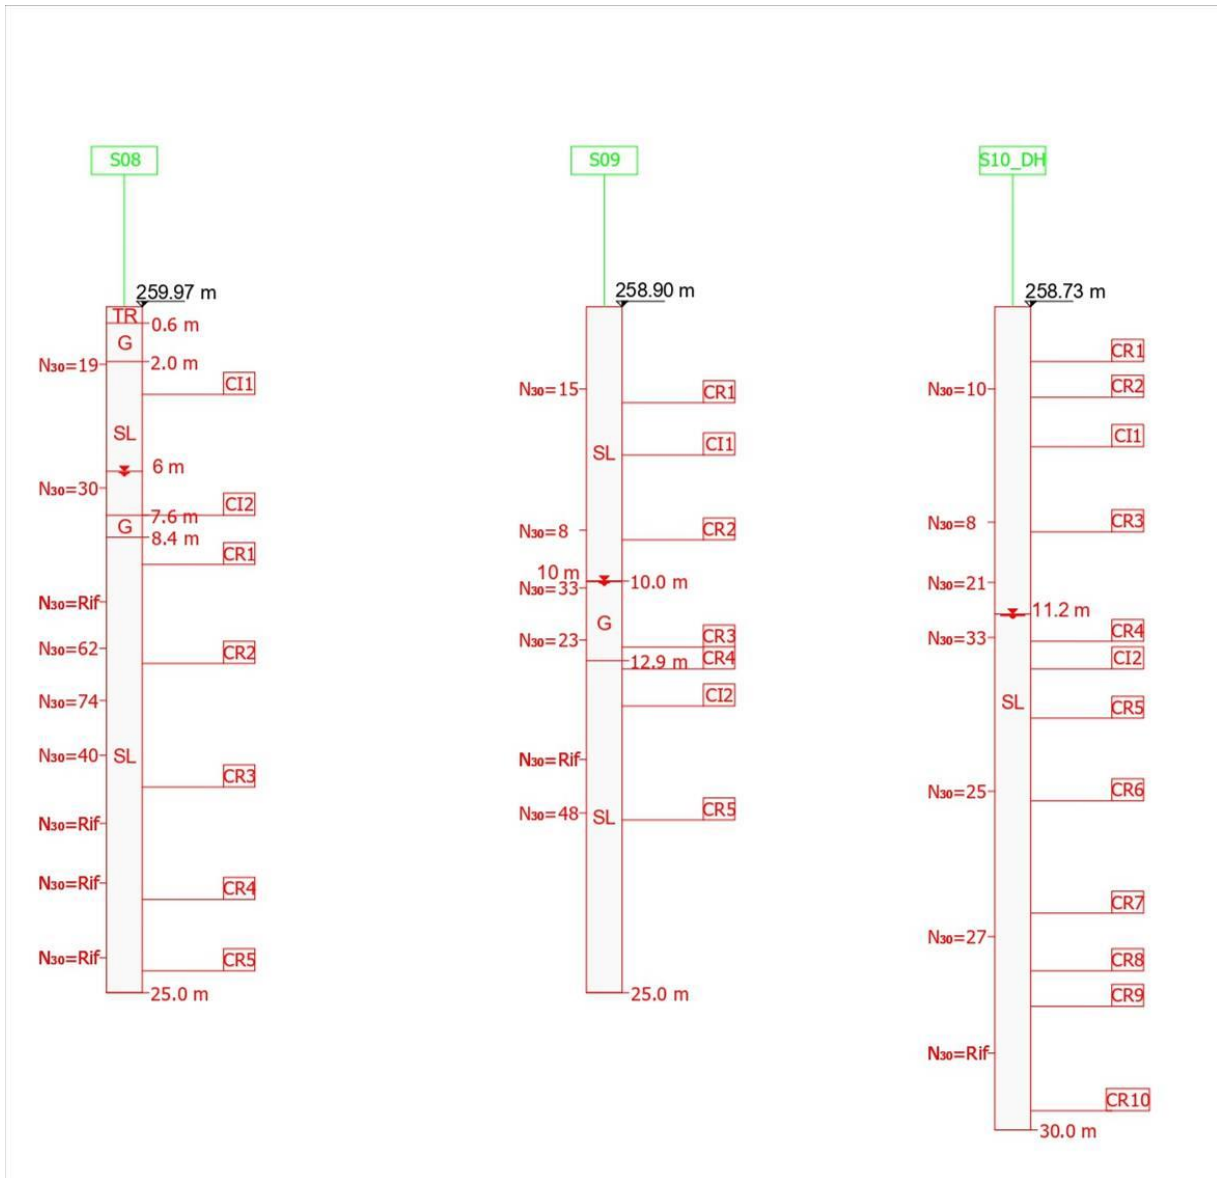 S08
259.97 m
TR
0.6 m
G
N₃₀=19
2.0 m
CI1
SL
6 m
N₃₀=30
CI2
7.6 m
G
8.4 m
CR1
N₃₀=Rif
N₃₀=62
CR2
N₃₀=74
N₃₀=40
SL
CR3
N₃₀=Rif
N₃₀=Rif
CR4
N₃₀=Rif
CR5
25.0 m
S09
258.90 m
N₃₀=15
CR1
CI1
SL
N₃₀=8
CR2
10 m
10.0 m
N₃₀=33
G
N₃₀=23
CR3
12.9 m
CR4
CI2
N₃₀=Rif
N₃₀=48
CR5
SL
25.0 m
S10_DH
258.73 m
CR1
N₃₀=10
CR2
CI1
N₃₀=8
CR3
N₃₀=21
11.2 m
N₃₀=33
CR4
CI2
SL
CR5
N₃₀=25
CR6
CR7
N₃₀=27
CR8
CR9
N₃₀=Rif
CR10
30.0 m